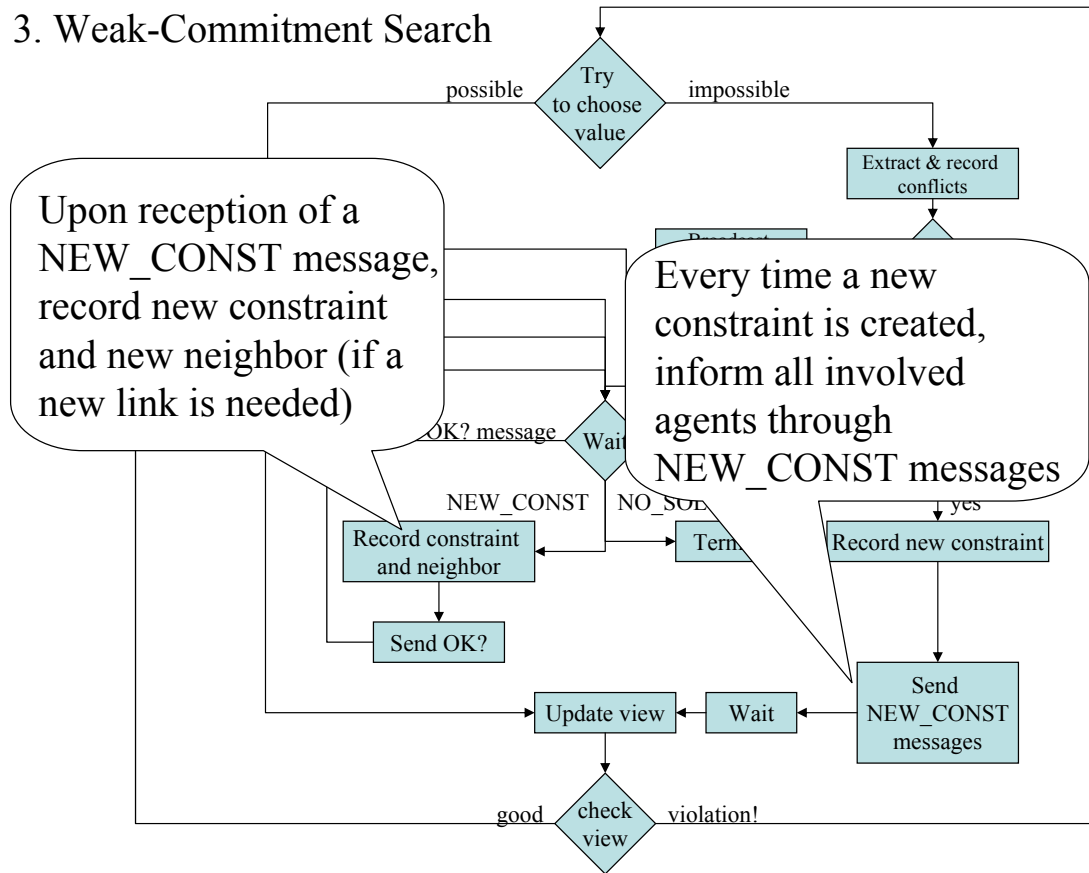 3. Weak-Commitment Search
Try
to choose
value
possible
impossible
Extract & record
conflicts
Upon reception of a
NEW_CONST message,
record new constraint
and new neighbor (if a
new link is needed)
Every time a new
constraint is created,
inform all involved
agents through
NEW_CONST messages
OK? message
Wait
NEW_CONST
yes
Record constraint
and neighbor
Record new constraint
Send OK?
Update view
Wait
Send
NEW_CONST
messages
good
check
view
violation!